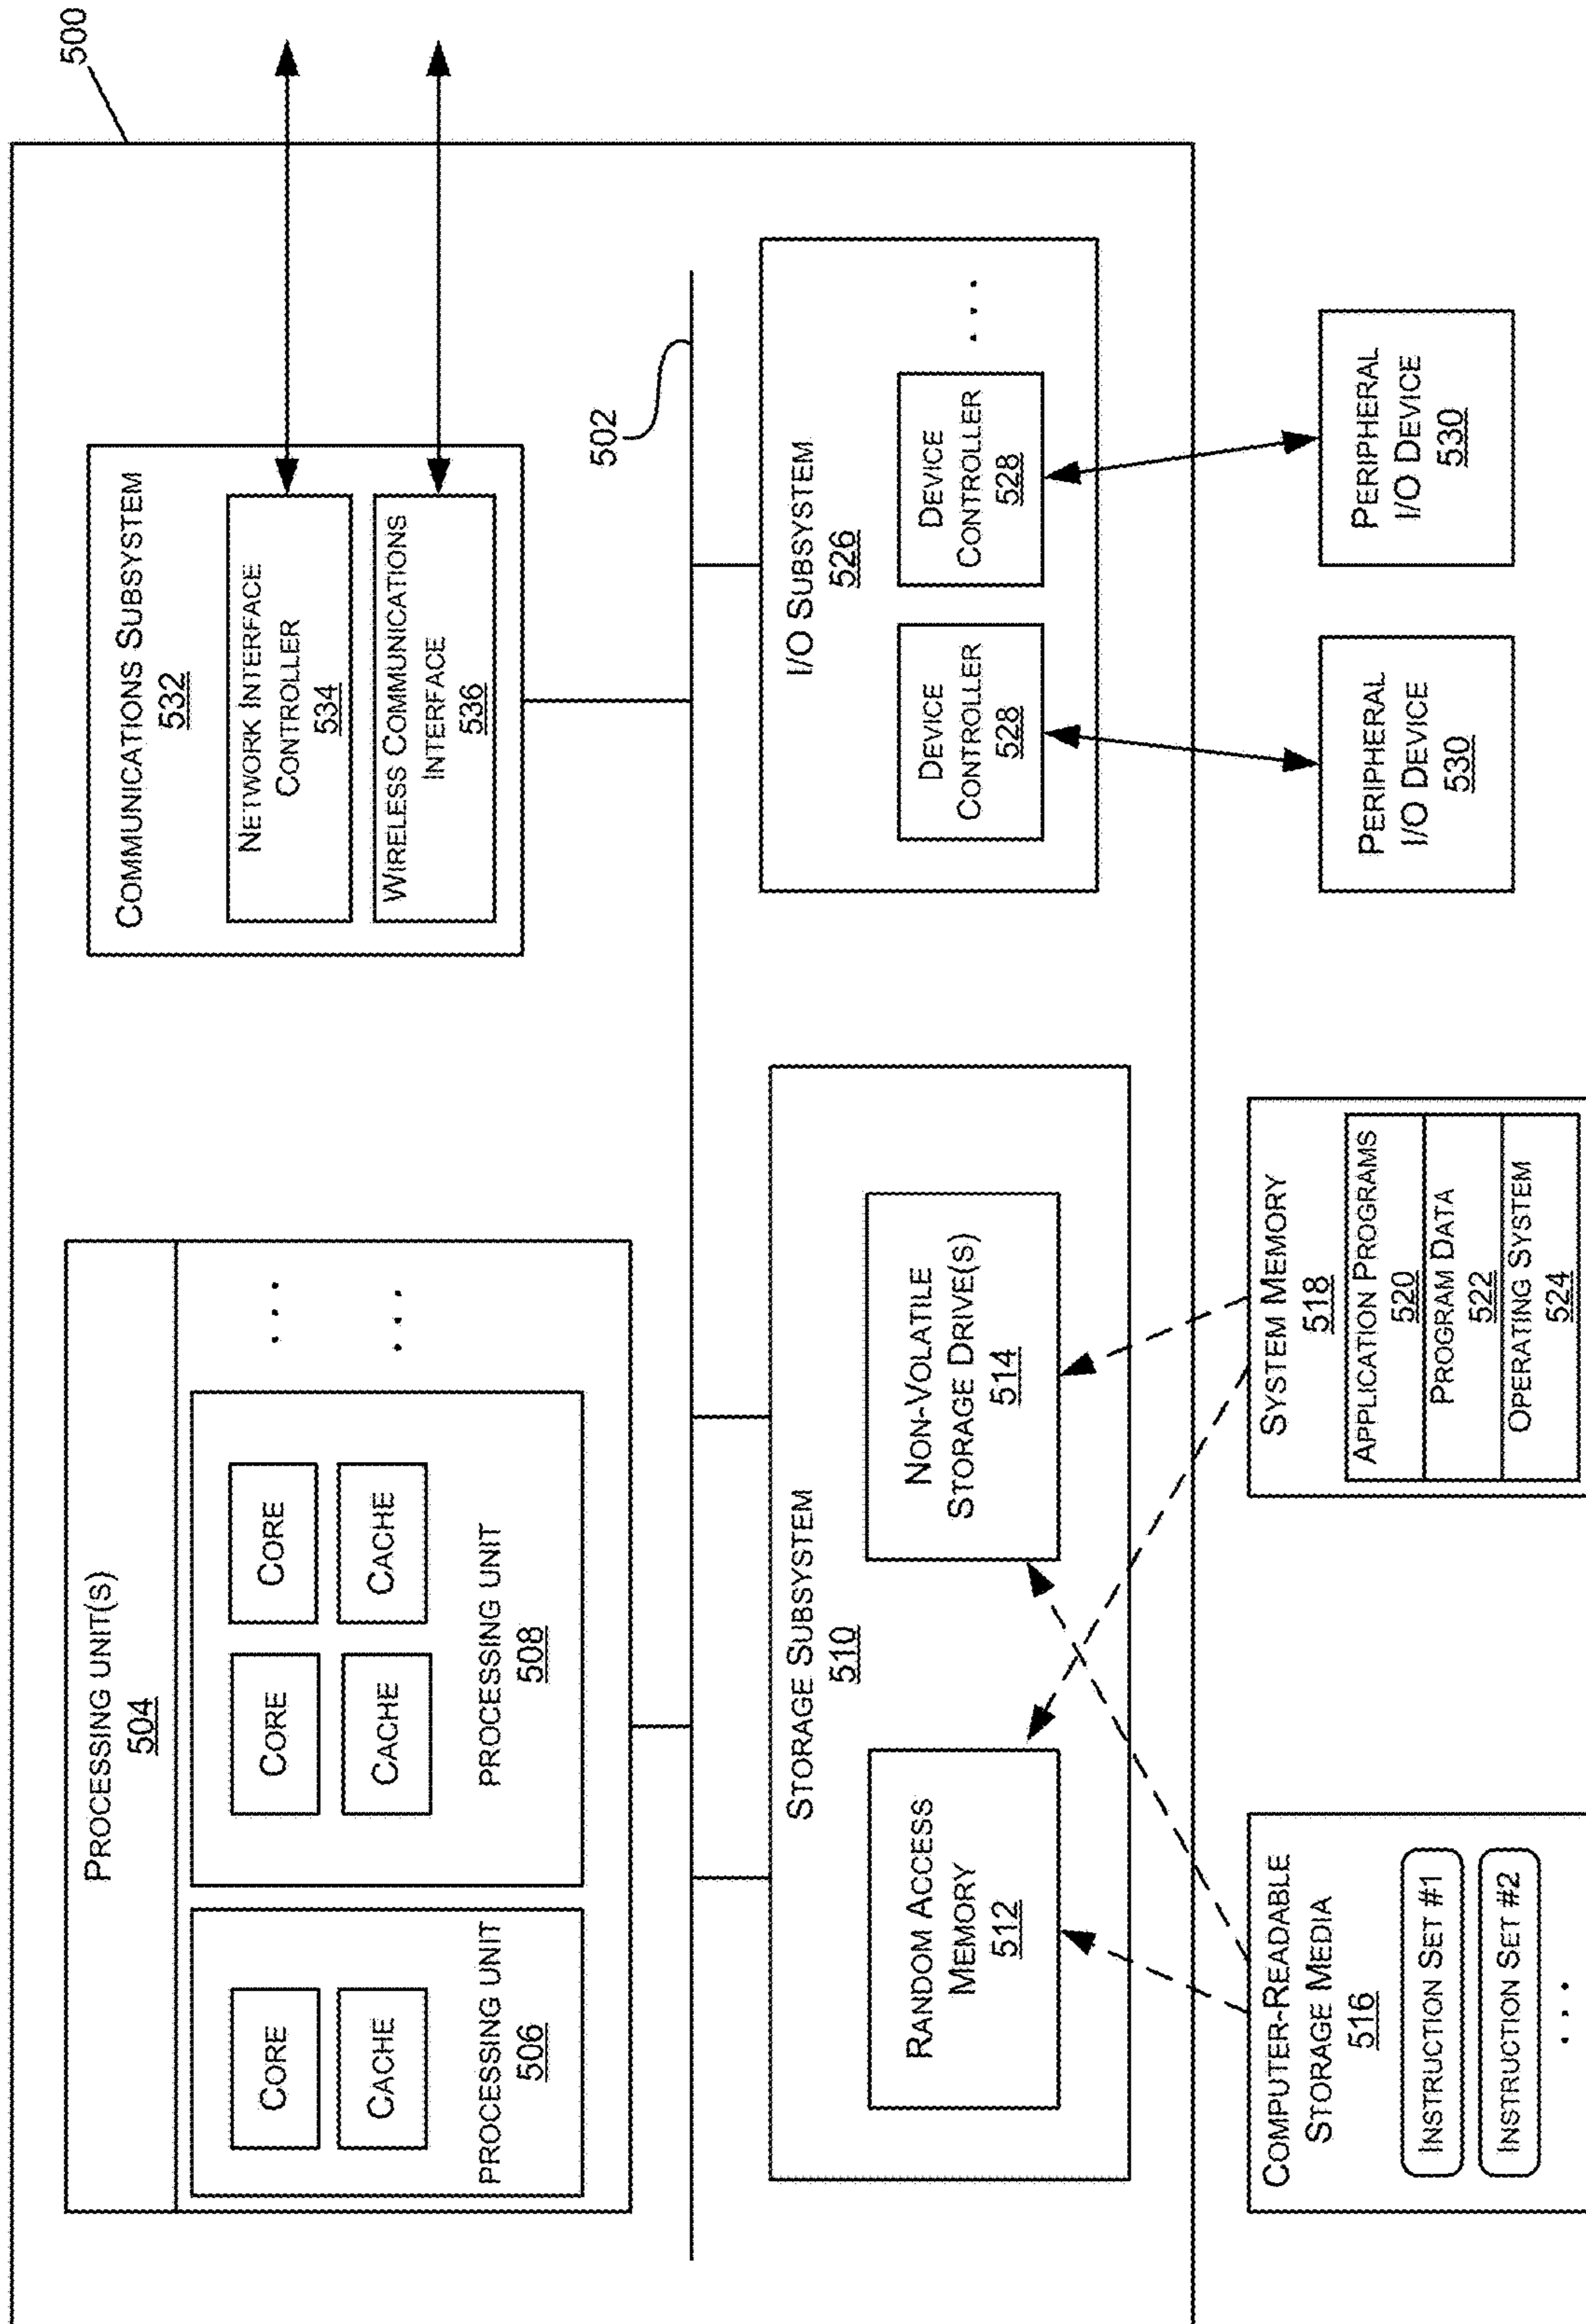 500
PROCESSING UNIT(S)
504
CORE
CACHE
PROCESSING UNIT
506
CORE
CORE
CACHE
CACHE
PROCESSING UNIT
508
. . .
. . .
COMMUNICATIONS SUBSYSTEM
532
NETWORK INTERFACE
CONTROLLER
534
WIRELESS COMMUNICATIONS
INTERFACE
536
502
STORAGE SUBSYSTEM
510
RANDOM ACCESS
MEMORY
512
NON-VOLATILE
STORAGE DRIVE(S)
514
I/O SUBSYSTEM
526
DEVICE
CONTROLLER
528
DEVICE
CONTROLLER
528
. . .
COMPUTER-READABLE
STORAGE MEDIA
516
INSTRUCTION SET #1
INSTRUCTION SET #2
. . .
SYSTEM MEMORY
518
APPLICATION PROGRAMS
520
PROGRAM DATA
522
OPERATING SYSTEM
524
PERIPHERAL
I/O DEVICE
530
PERIPHERAL
I/O DEVICE
530